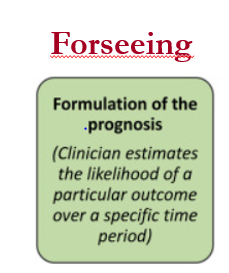 Forseeing
Formulation of the
.prognosis
(Clinician estimates
the likelihood of a
particular outcome
over a specific time
period)